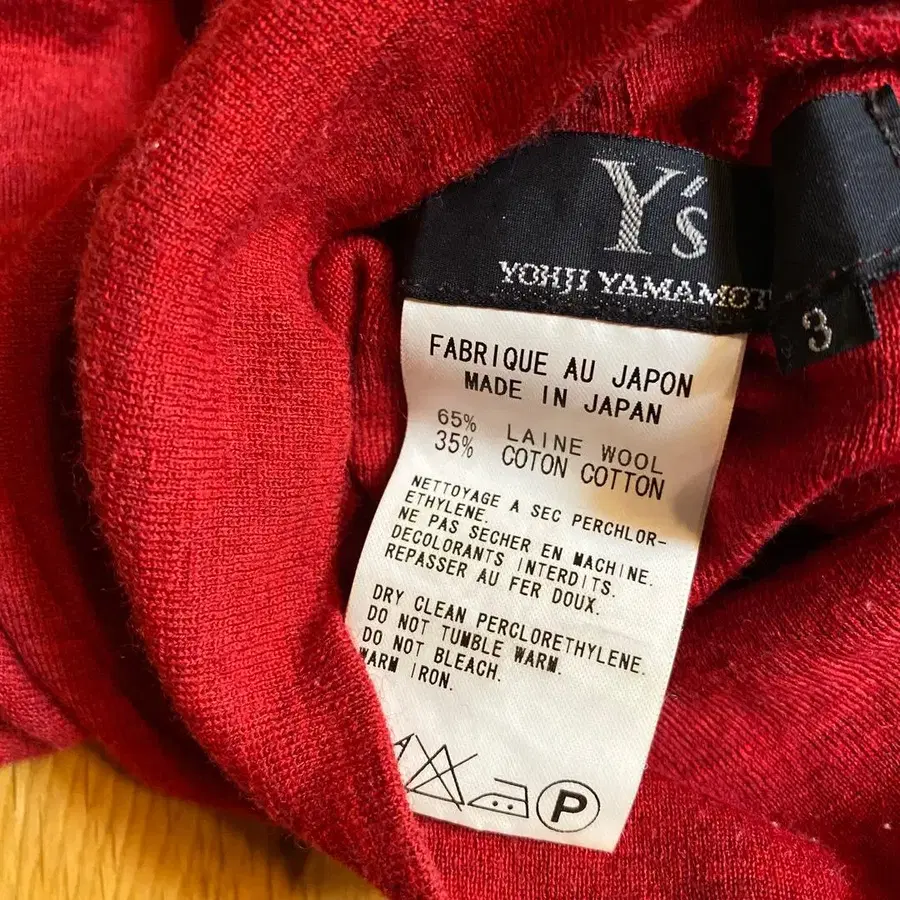 Y's
YOHJI YAMAMOT
3
FABRIQUE AU JAPON
MADE IN JAPAN
65% LAINE WOOL
35% COTON COTTON
NETTOYAGE A SEC PERCHLOR-
ETHYLENE.
NE PAS SECHER EN MACHINE.
DECOLORANTS INTERDITS.
REPASSER AU FER DOUX.
DRY CLEAN PERCLORETHYLENE.
DO NOT TUMBLE WARM.
DO NOT BLEACH.
WARM IRON.
A
P